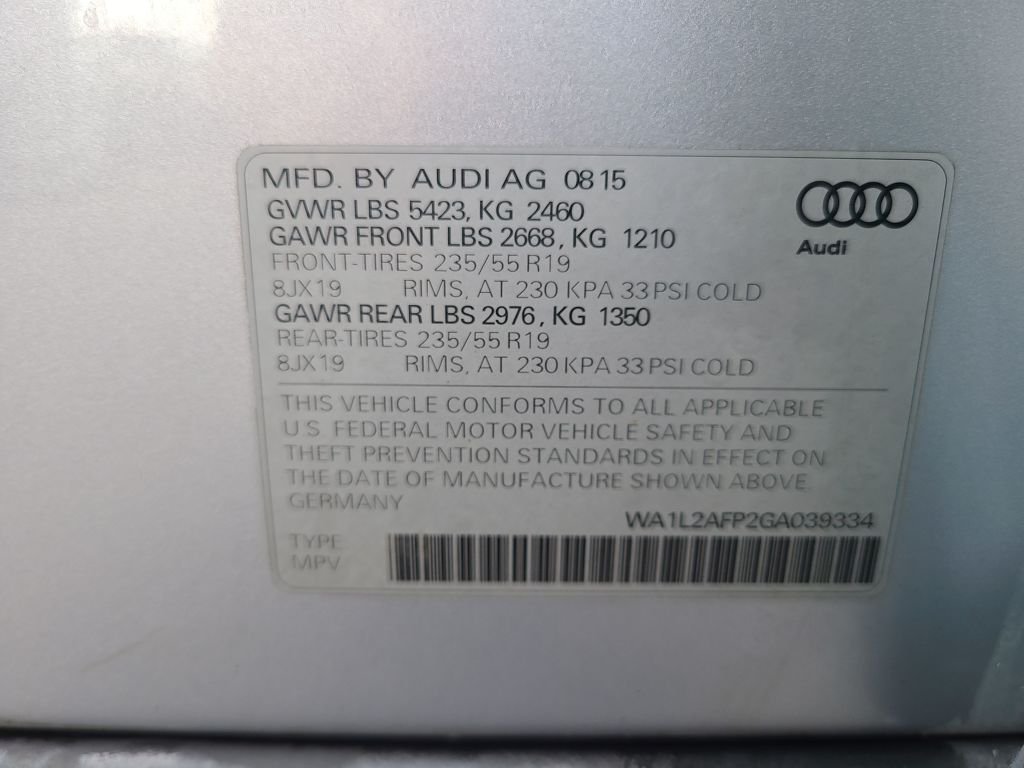 MFD. BY AUDI AG 0815
GVWR LBS 5423, KG 2460
GAWR FRONT LBS 2668, KG 1210
FRONT-TIRES 235/55 R19
8JX19 RIMS, AT 230 KPA 33 PSI COLD
GAWR REAR LBS 2976, KG 1350
REAR-TIRES 235/55 R19
8JX19 RIMS, AT 230 KPA 33 PSI COLD
Audi
THIS VEHICLE CONFORMS TO ALL APPLICABLE
U.S. FEDERAL MOTOR VEHICLE SAFETY AND
THEFT PREVENTION STANDARDS IN EFFECT ON
THE DATE OF MANUFACTURE SHOWN ABOVE
GERMANY
WA1L2AFP2GA039334
TYPE
MPV